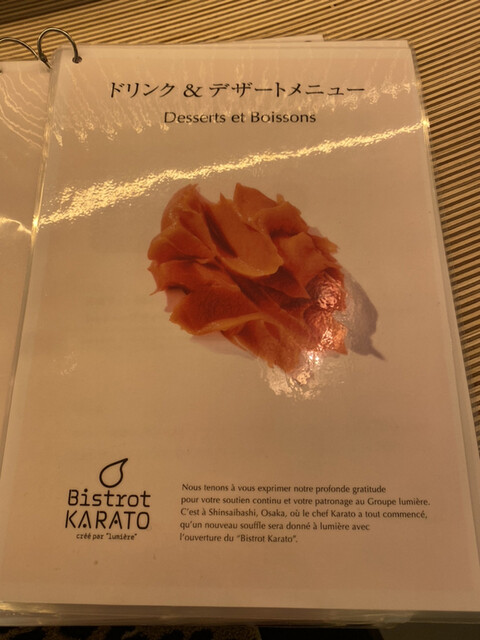 ドリンク & デザートメニュー
Desserts et Boissons
Bistrot
KARATO
créé par "lumière"
Nous tenons à vous exprimer notre profonde gratitude
pour votre soutien continu et votre patronage au Groupe lumière.
C'est à Shinsaibashi, Osaka, où le chef Karato a tout commencé,
qu'un nouveau souffle sera donné à lumière avec
l'ouverture du "Bistrot Karato".